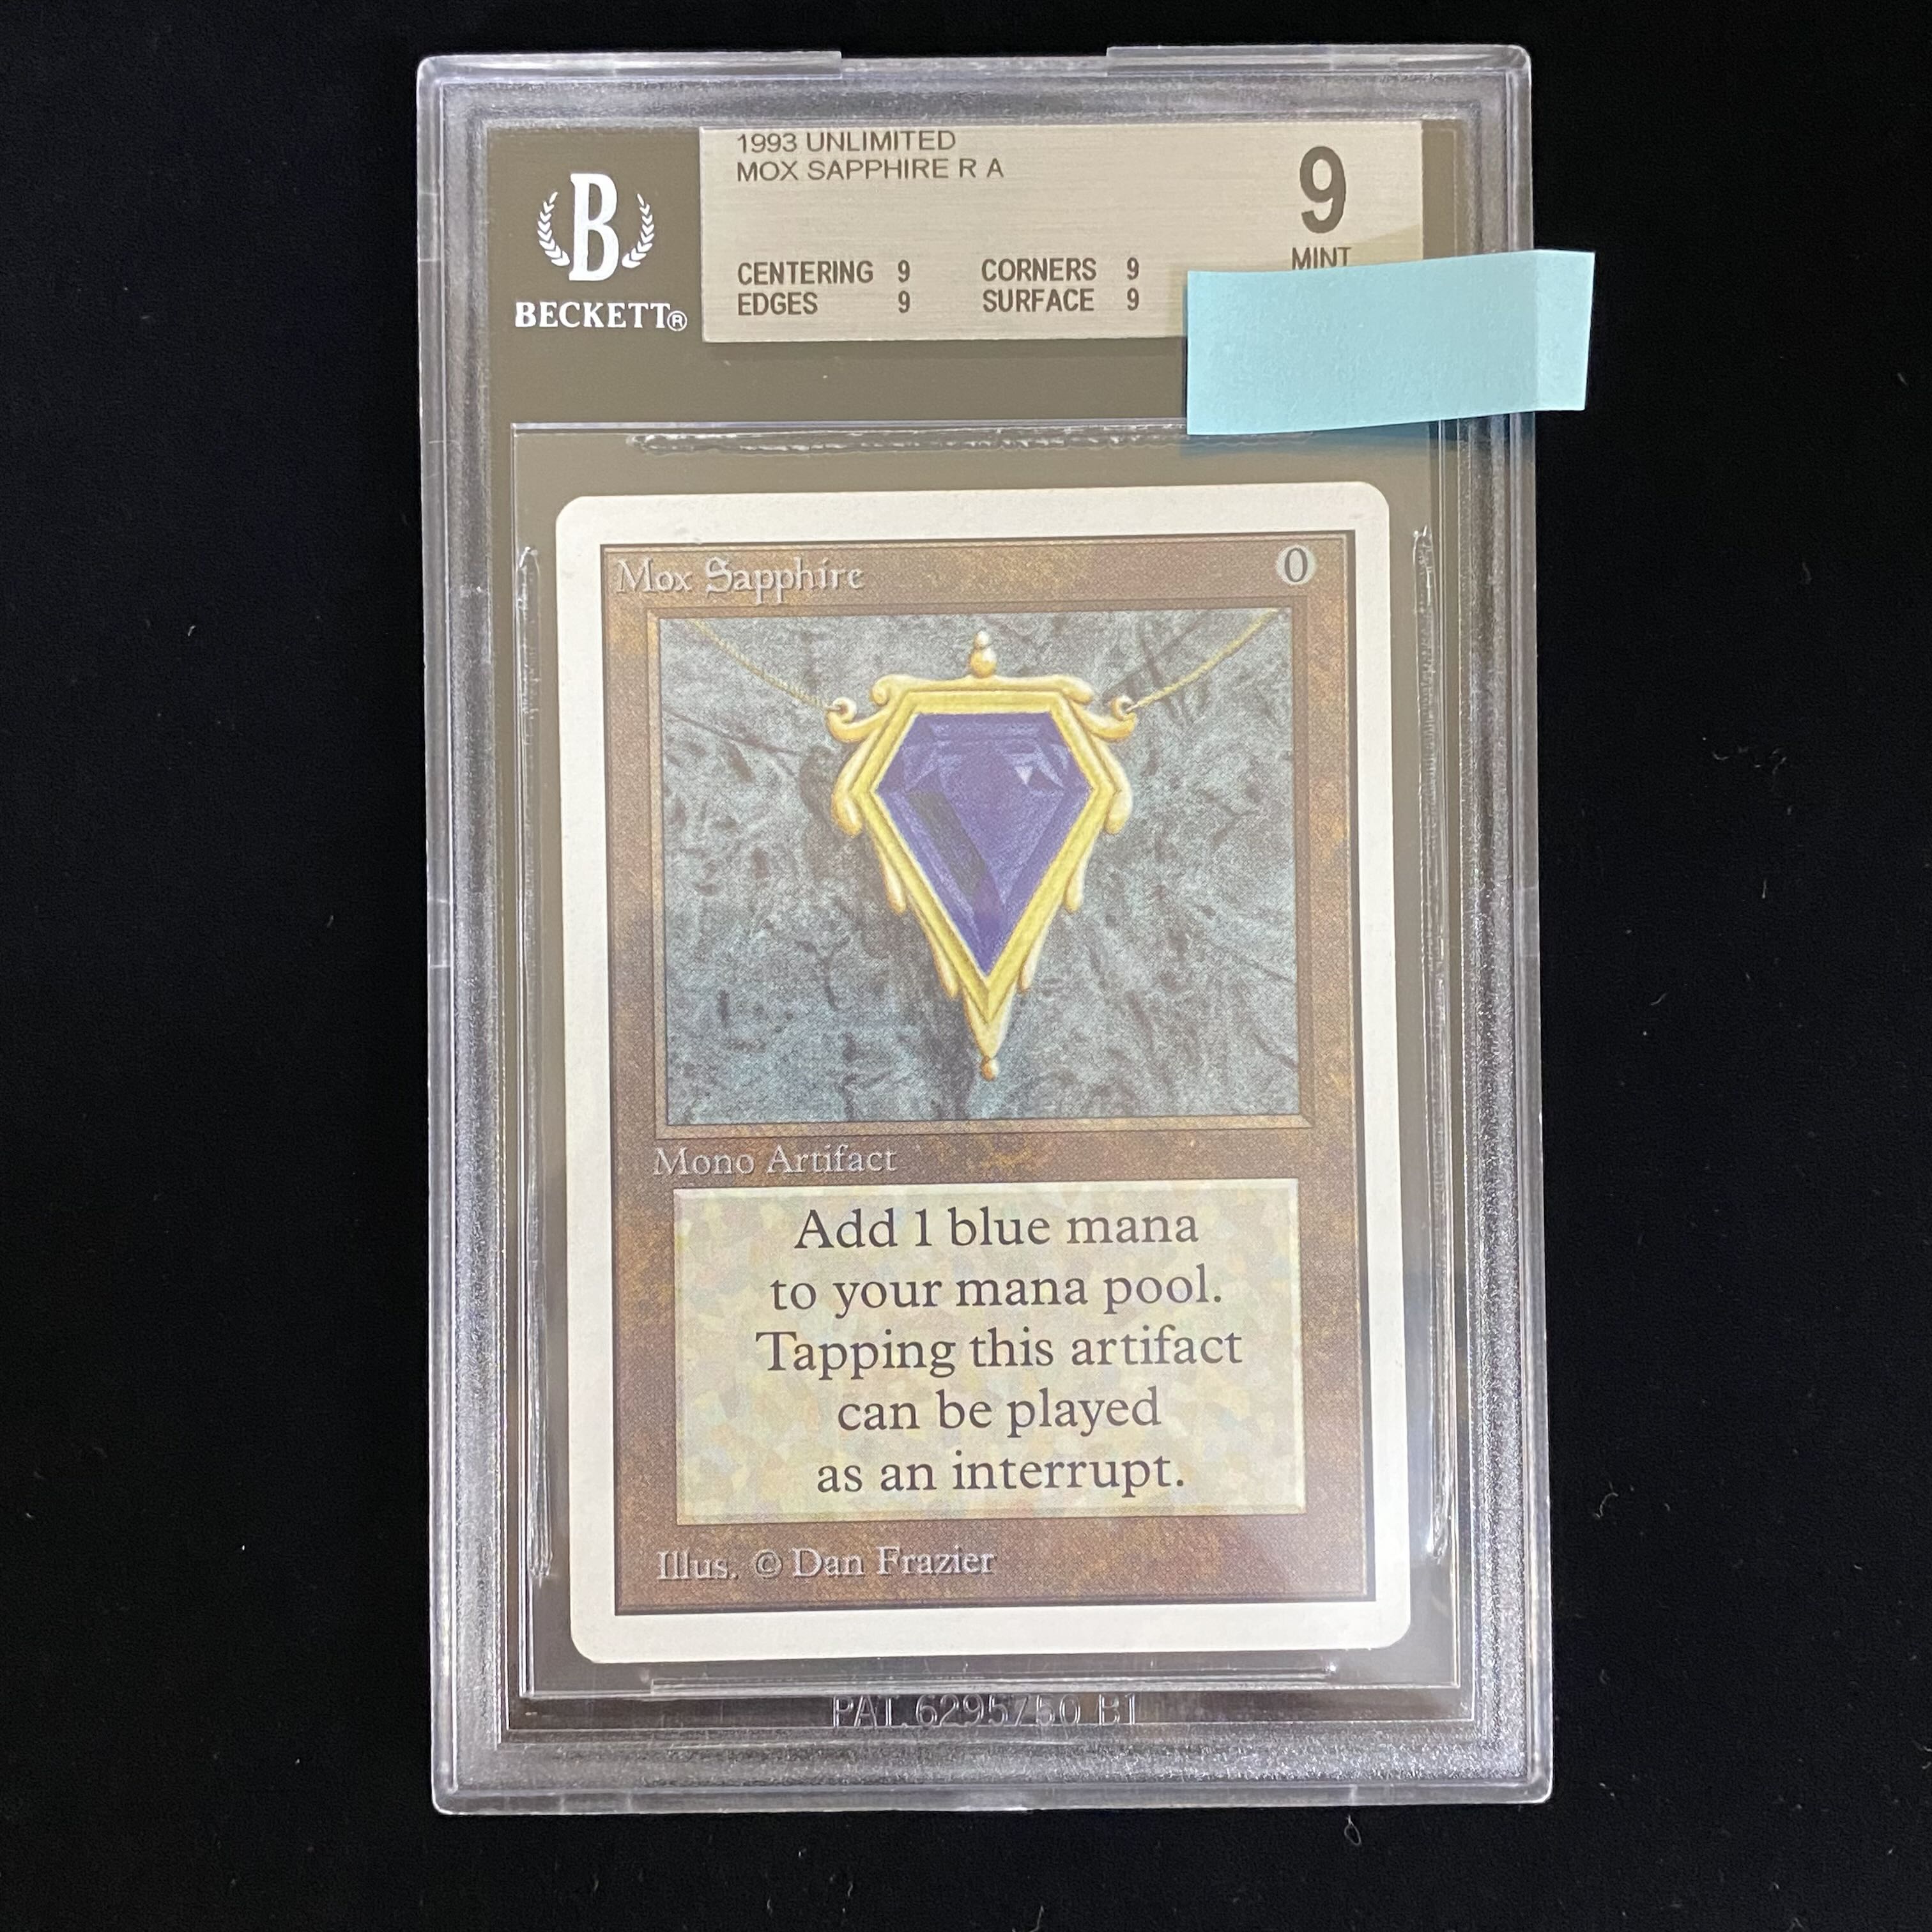 1993 UNLIMITED
MOX SAPPHIRE R A
9
MINT
CENTERING 9 CORNERS 9
EDGES 9 SURFACE 9
B
BECKETT®
Mox Sapphire
0
Mono Artifact
Add 1 blue mana
to your mana pool.
Tapping this artifact
can be played
as an interrupt.
Illus. © Dan Frazier
PAT. 6295750 B1